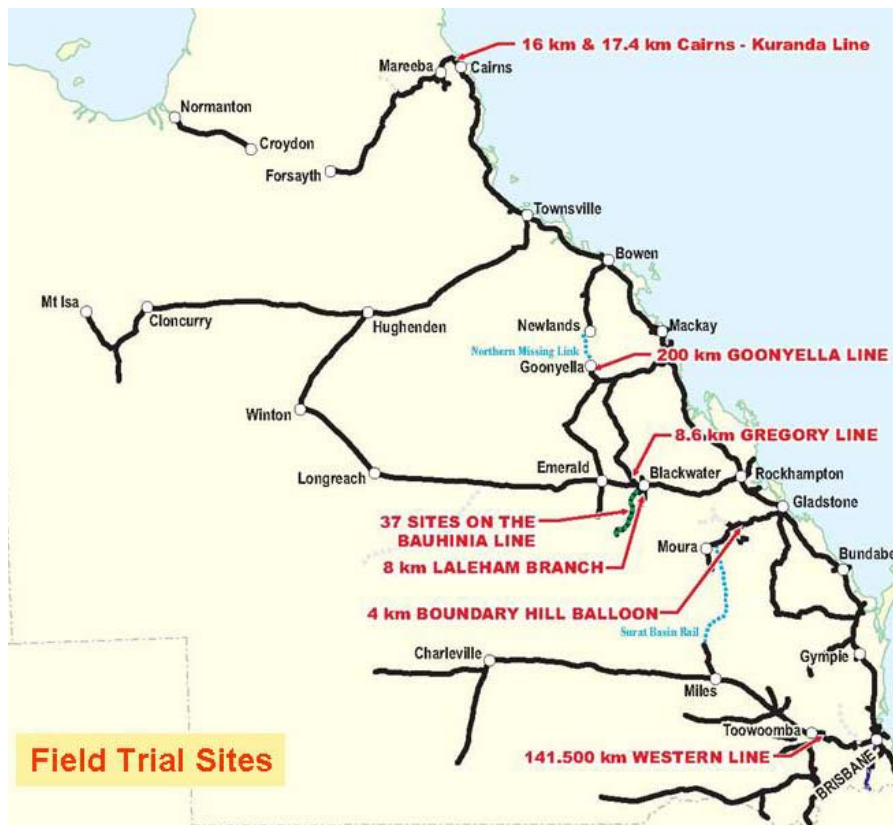 16 km & 17.4 km Cairns - Kuranda Line
Mareeba
Cairns
Normanton
Croydon
Forsayth
Townsville
Bowen
Mt Isa
Cloncurry
Hughenden
Newlands
Mackay
Northern Missing Link
Goonyella
200 km GOONYELLA LINE
Winton
8.6 km GREGORY LINE
Longreach
Emerald
Blackwater
Rockhampton
Gladstone
37 SITES ON THE
BAUHINIA LINE
Moura
8 km LALEHAM BRANCH
Bundabe
4 km BOUNDARY HILL BALLOON
Surat Basin Rail
Charleville
Gympie
Miles
Toowoomba
Field Trial Sites
141.500 km WESTERN LINE
BRISBANE